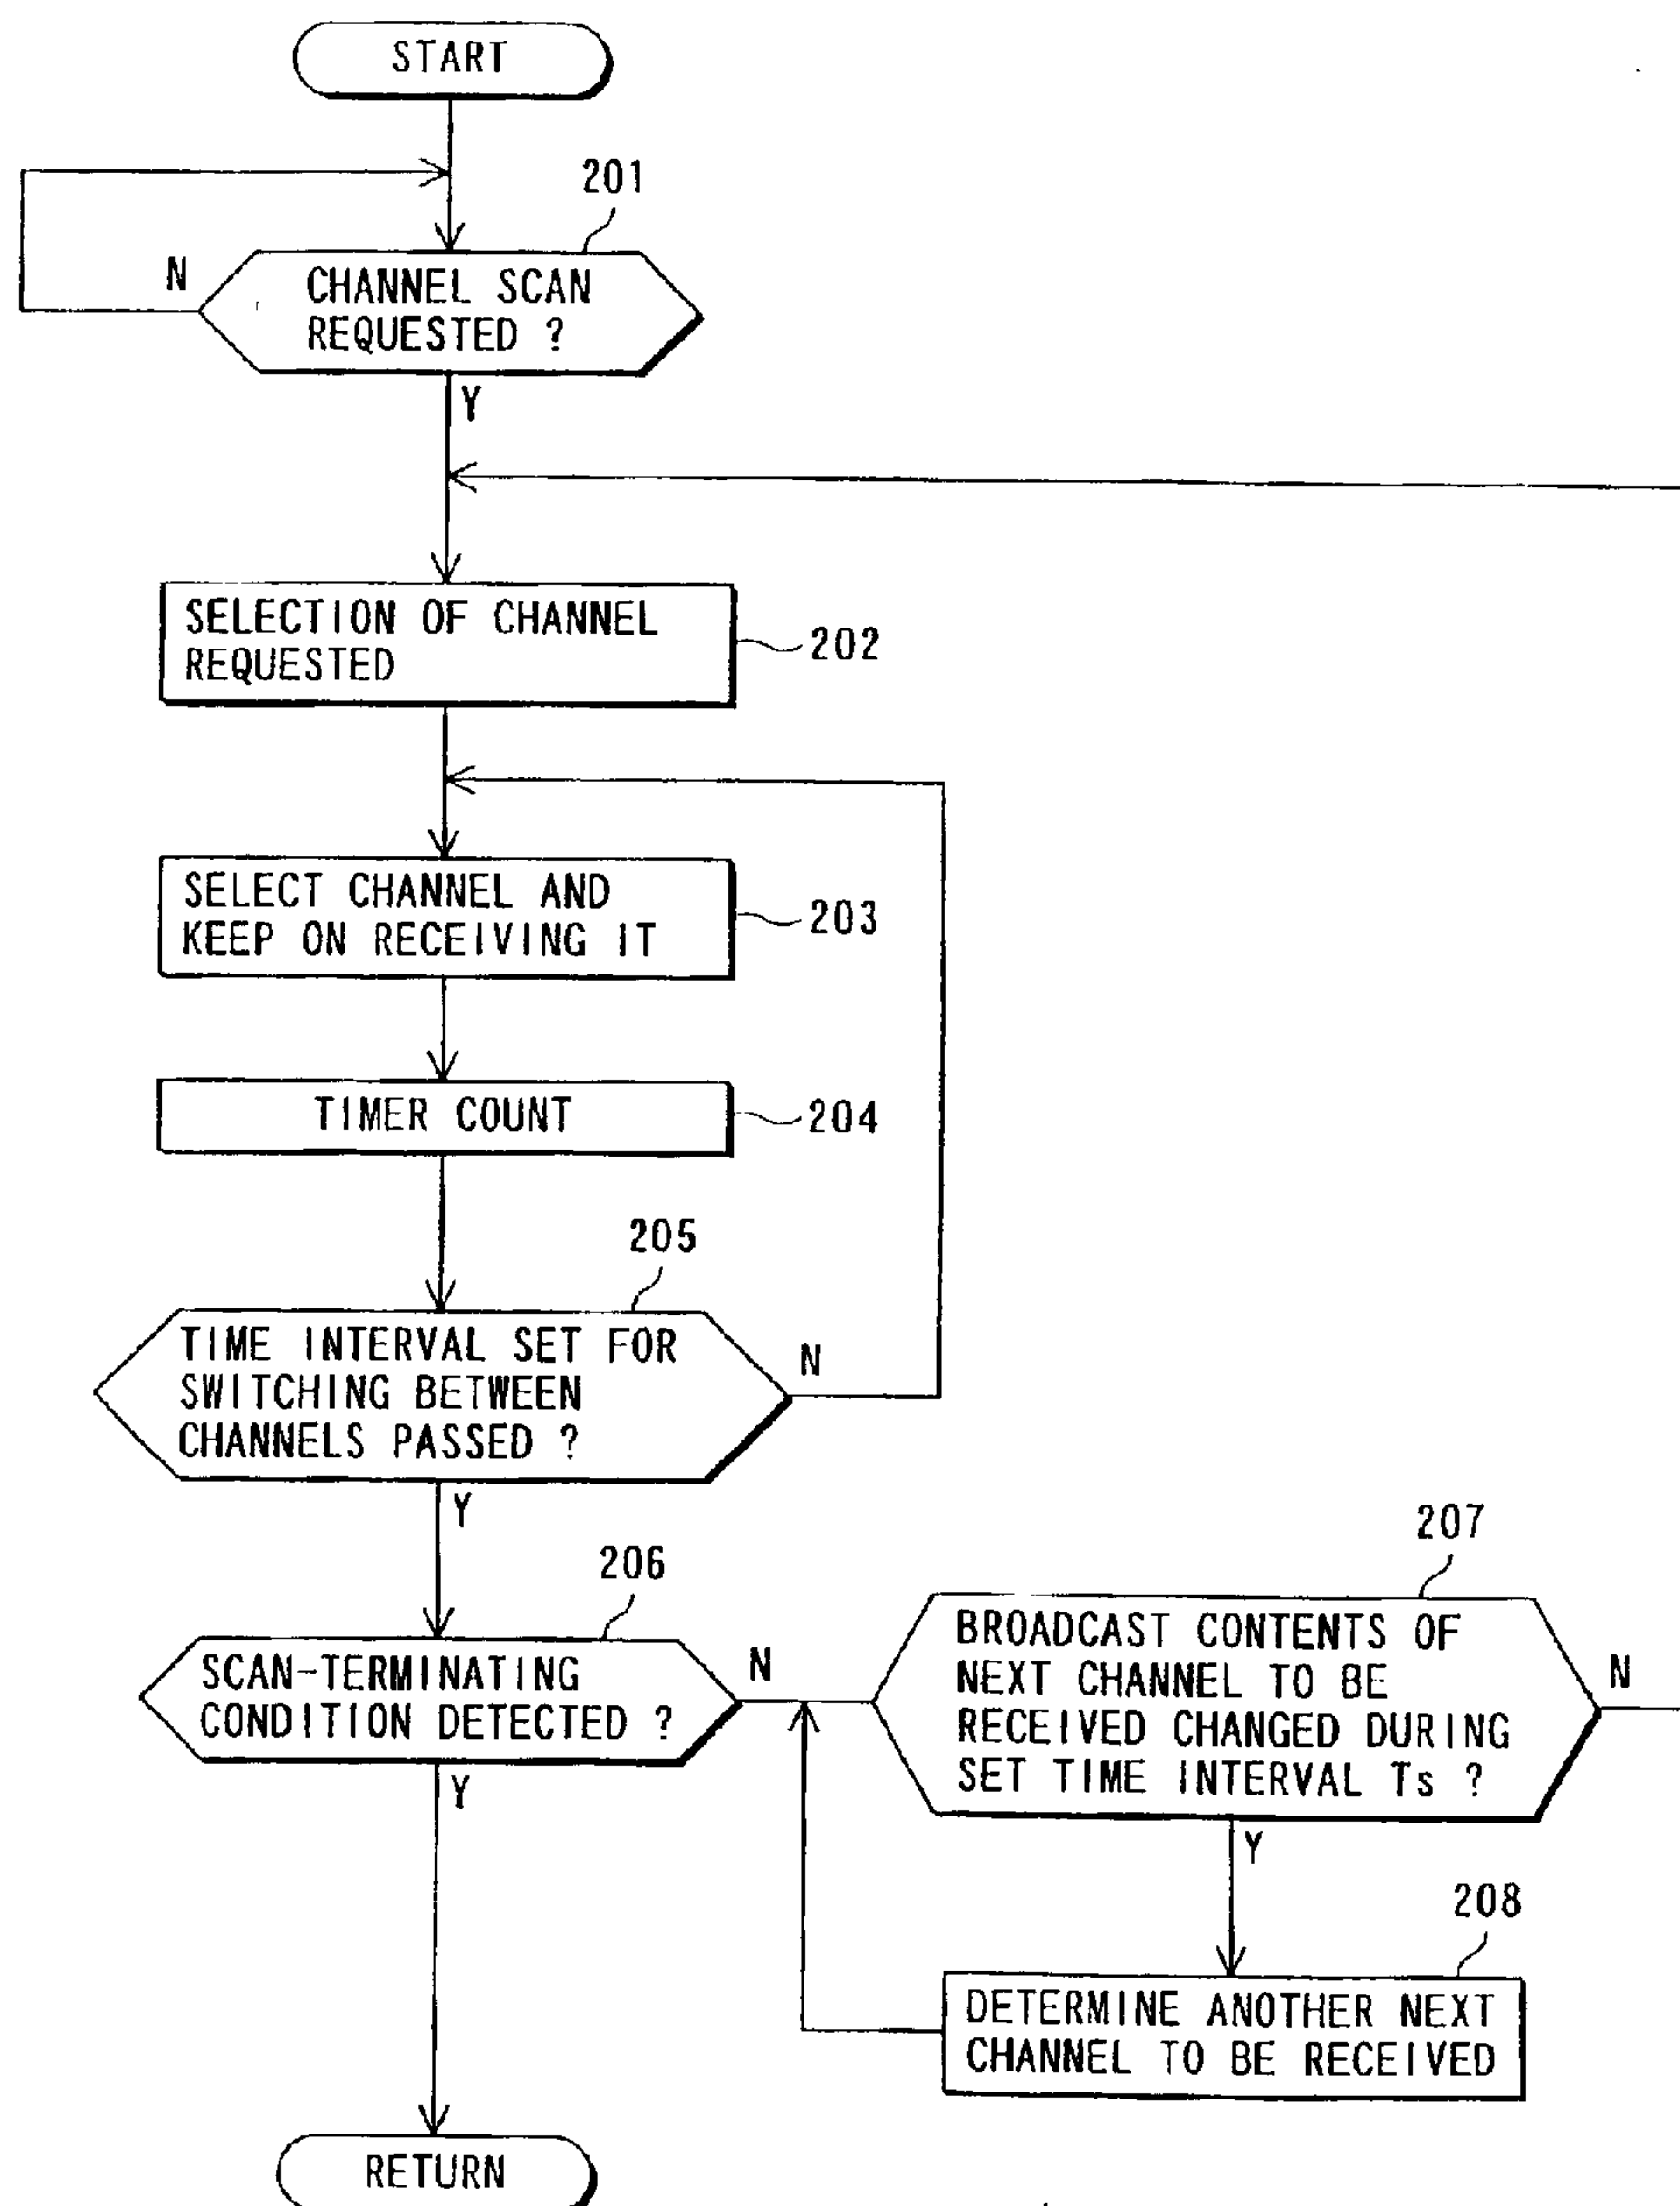 START
201
N
CHANNEL SCAN
REQUESTED ?
Y
SELECTION OF CHANNEL
REQUESTED
202
SELECT CHANNEL AND
KEEP ON RECEIVING IT
203
TIMER COUNT
204
205
TIME INTERVAL SET FOR
SWITCHING BETWEEN
CHANNELS PASSED ?
N
Y
206
SCAN-TERMINATING
CONDITION DETECTED ?
N
Y
207
BROADCAST CONTENTS OF
NEXT CHANNEL TO BE
RECEIVED CHANGED DURING
SET TIME INTERVAL Ts ?
N
Y
208
DETERMINE ANOTHER NEXT
CHANNEL TO BE RECEIVED
RETURN